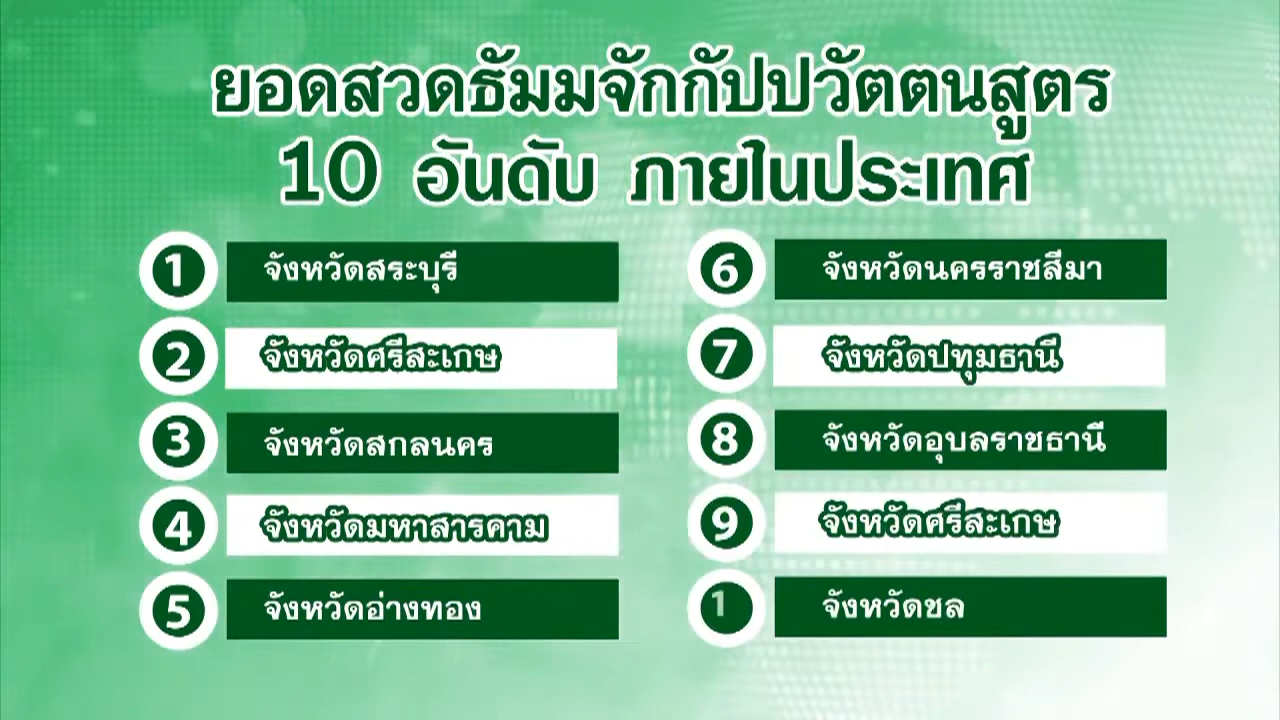 ยอดสวดธัมมจักกัปปวัตตนสูตร
10 อันดับ ภายในประเทศ
1 จังหวัดสระบุรี
2 จังหวัดศรีสะเกษ
3 จังหวัดสกลนคร
4 จังหวัดมหาสารคาม
5 จังหวัดอ่างทอง
6 จังหวัดนครราชสีมา
7 จังหวัดปทุมธานี
8 จังหวัดอุบลราชธานี
9 จังหวัดศรีสะเกษ
1 จังหวัดชล